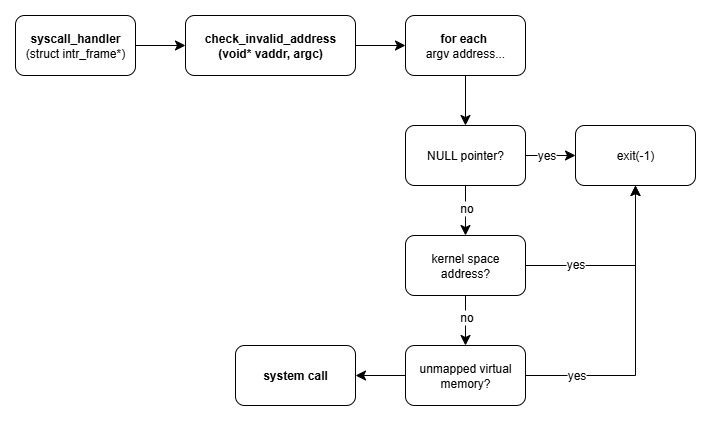 syscall_handler
(struct intr_frame*)
check_invalid_address
(void* vaddr, argc)
for each
argv address...
NULL pointer?
yes
exit(-1)
no
kernel space
address?
yes
no
system call
unmapped virtual
memory?
yes